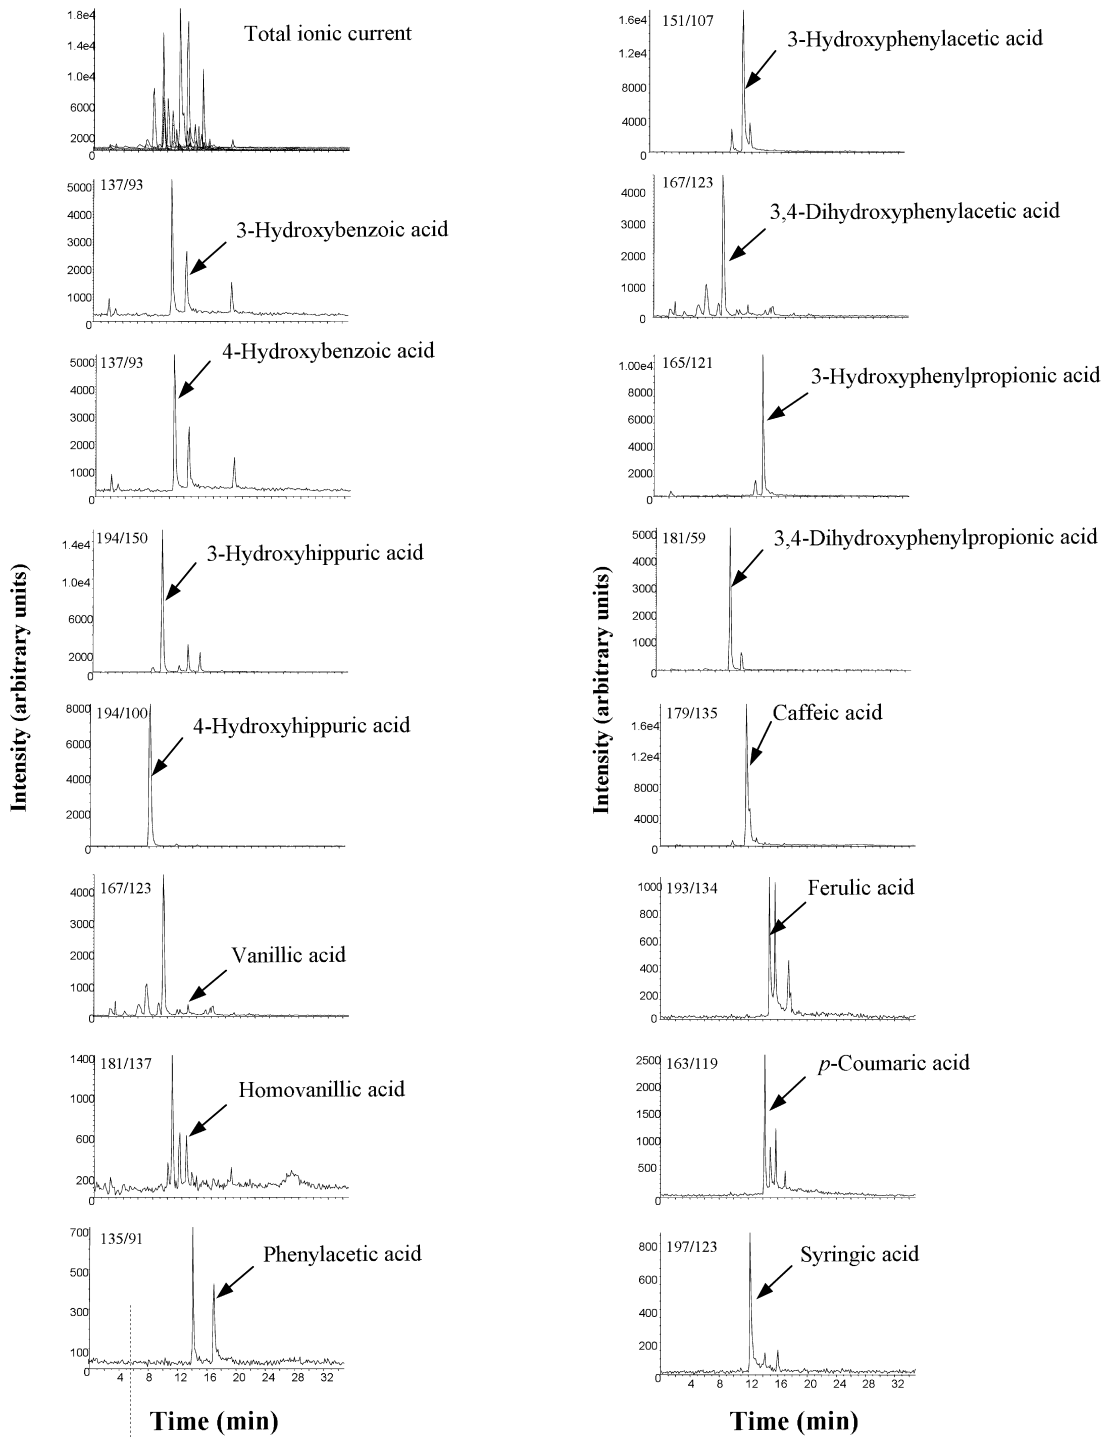 Total ionic current
1.8e4
1.4e4
1.0e4
6000
2000
0
137/93
3-Hydroxybenzoic acid
5000
4000
3000
2000
1000
0
137/93
4-Hydroxybenzoic acid
5000
4000
3000
2000
1000
0
194/150
3-Hydroxyhippuric acid
1.4e4
1.0e4
6000
2000
0
194/100
4-Hydroxyhippuric acid
8000
6000
4000
2000
0
167/123
Vanillic acid
4000
3000
2000
1000
0
181/137
Homovanillic acid
1400
1000
600
200
0
135/91
Phenylacetic acid
700
500
300
100
0
4 8 12 16 20 24 28 32
Time (min)
Intensity (arbitrary units)
151/107
3-Hydroxyphenylacetic acid
1.6e4
1.2e4
8000
4000
0
167/123
3,4-Dihydroxyphenylacetic acid
4000
3000
2000
1000
0
165/121
3-Hydroxyphenylpropionic acid
1.00e4
8000
6000
4000
2000
0
181/59
3,4-Dihydroxyphenylpropionic acid
5000
4000
3000
2000
1000
0
179/135
Caffeic acid
1.6e4
1.2e4
8000
4000
0
193/134
Ferulic acid
1000
800
600
400
200
0
163/119
p-Coumaric acid
2500
2000
1500
1000
500
0
197/123
Syringic acid
800
600
400
200
0
4 8 12 16 20 24 28 32
Time (min)
Intensity (arbitrary units)